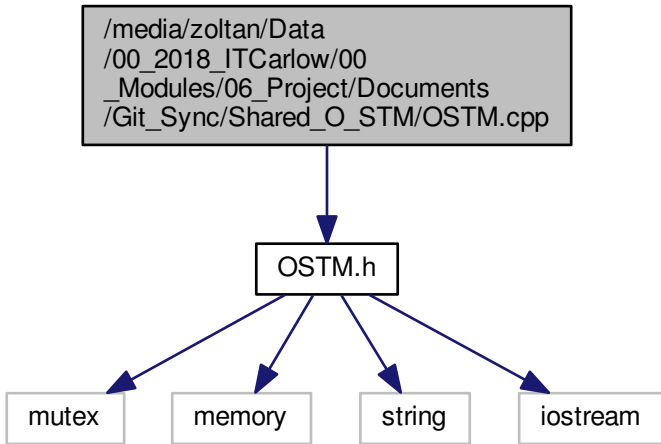 /media/zoltan/Data
/00_2018_ITCarlow/00
_Modules/06_Project/Documents
/Git_Sync/Shared_O_STM/OSTM.cpp
OSTM.h
mutex
memory
string
iostream